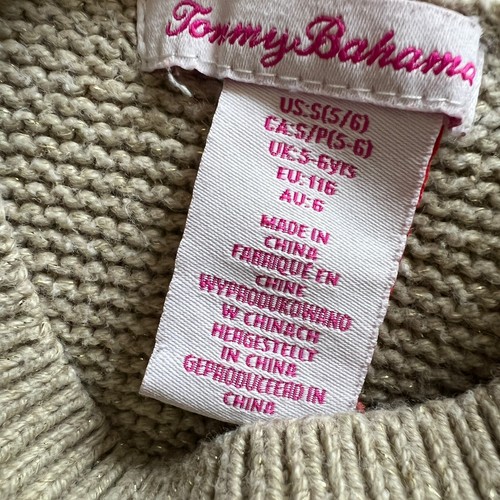 Tommy Bahama
US:S(5/6)
CA:S/P(5-6)
UK:5-6yrs
EU:116
AU:6
MADE IN
CHINA
FABRIQUÉ EN
CHINE
WYPRODUKOWANO
W CHINACH
HERGESTELLT
IN CHINA
GEPRODUCEERD IN
CHINA